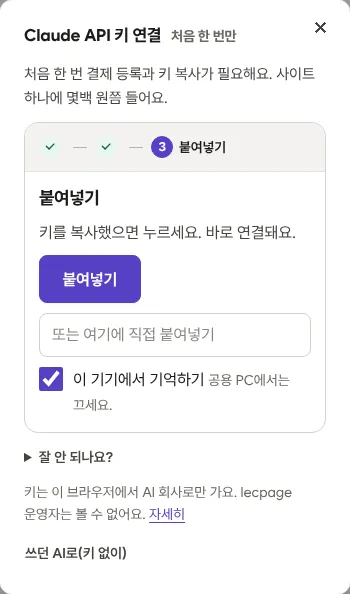 Claude API 키 연결 처음 한 번만
처음 한 번 결제 등록과 키 복사가 필요해요. 사이트
하나에 몇백 원쯤 들어요.
3 붙여넣기
붙여넣기
키를 복사했으면 누르세요. 바로 연결돼요.
붙여넣기
또는 여기에 직접 붙여넣기
이 기기에서 기억하기 공용 PC에서는
끄세요.
잘 안 되나요?
키는 이 브라우저에서 AI 회사로만 가요. lecpage
운영자는 볼 수 없어요. 자세히
쓰던 AI로(키 없이)